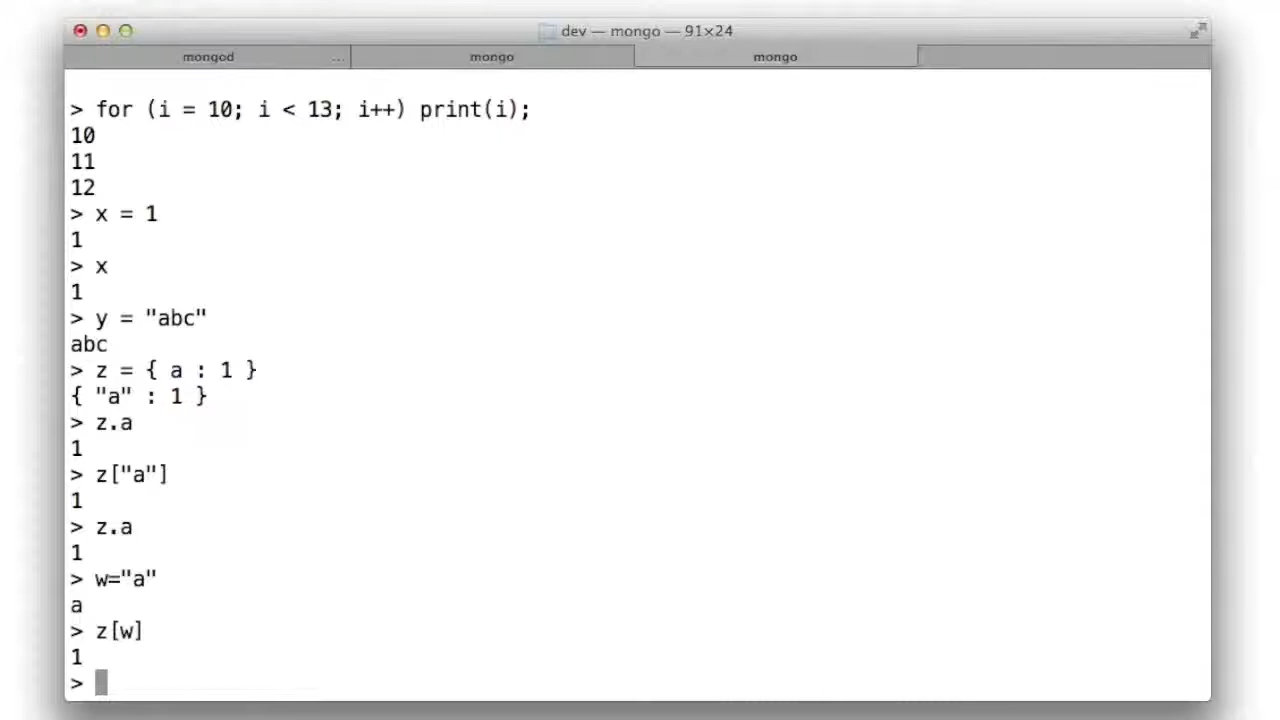 dev — mongo — 91×24
mongod ... mongo mongo
> for (i = 10; i < 13; i++) print(i);
10
11
12
> x = 1
1
> x
1
> y = "abc"
abc
> z = { a : 1 }
{ "a" : 1 }
> z.a
1
> z["a"]
1
> z.a
1
> w="a"
a
> z[w]
1
>